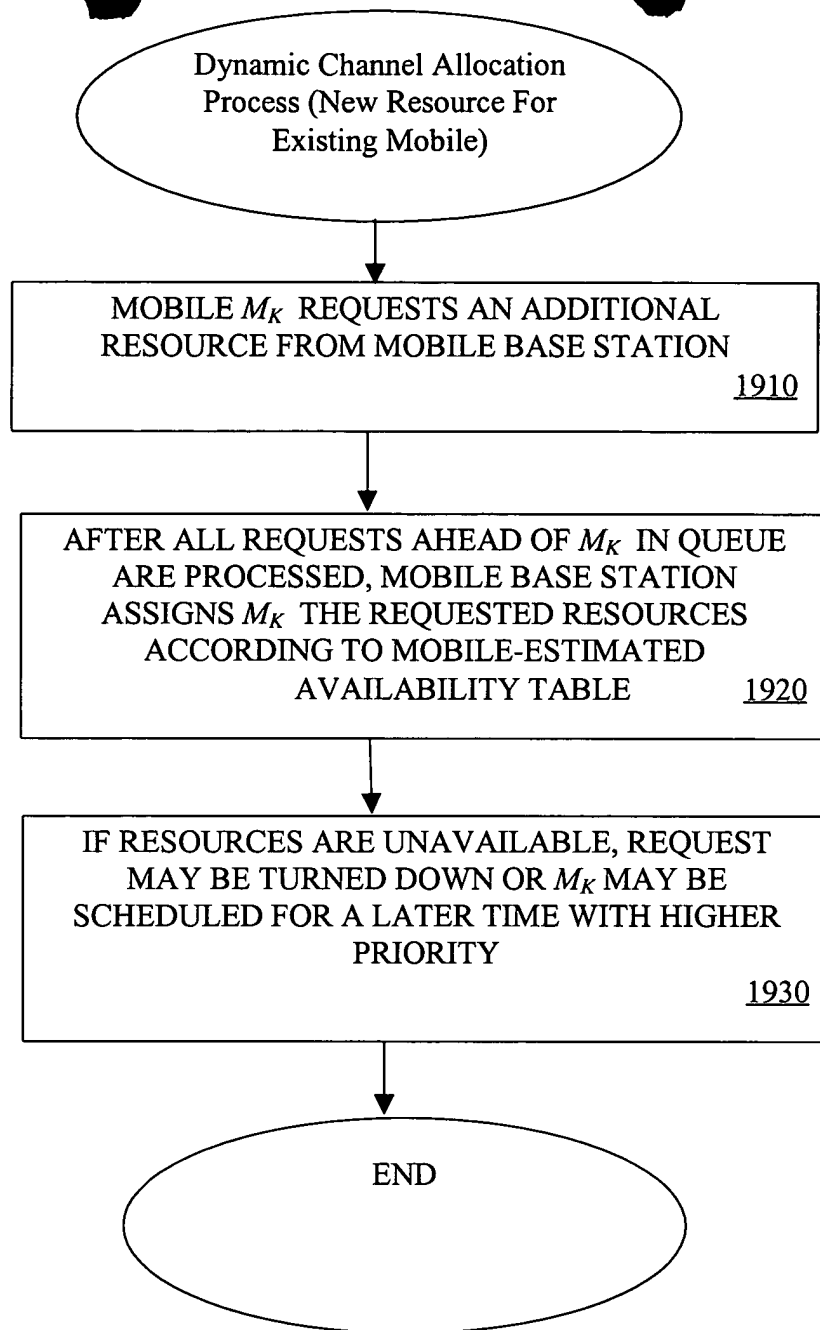 Dynamic Channel Allocation
Process (New Resource For
Existing Mobile)
MOBILE M_K REQUESTS AN ADDITIONAL
RESOURCE FROM MOBILE BASE STATION
1910
AFTER ALL REQUESTS AHEAD OF M_K IN QUEUE
ARE PROCESSED, MOBILE BASE STATION
ASSIGNS M_K THE REQUESTED RESOURCES
ACCORDING TO MOBILE-ESTIMATED
AVAILABILITY TABLE 1920
IF RESOURCES ARE UNAVAILABLE, REQUEST
MAY BE TURNED DOWN OR M_K MAY BE
SCHEDULED FOR A LATER TIME WITH HIGHER
PRIORITY
1930
END